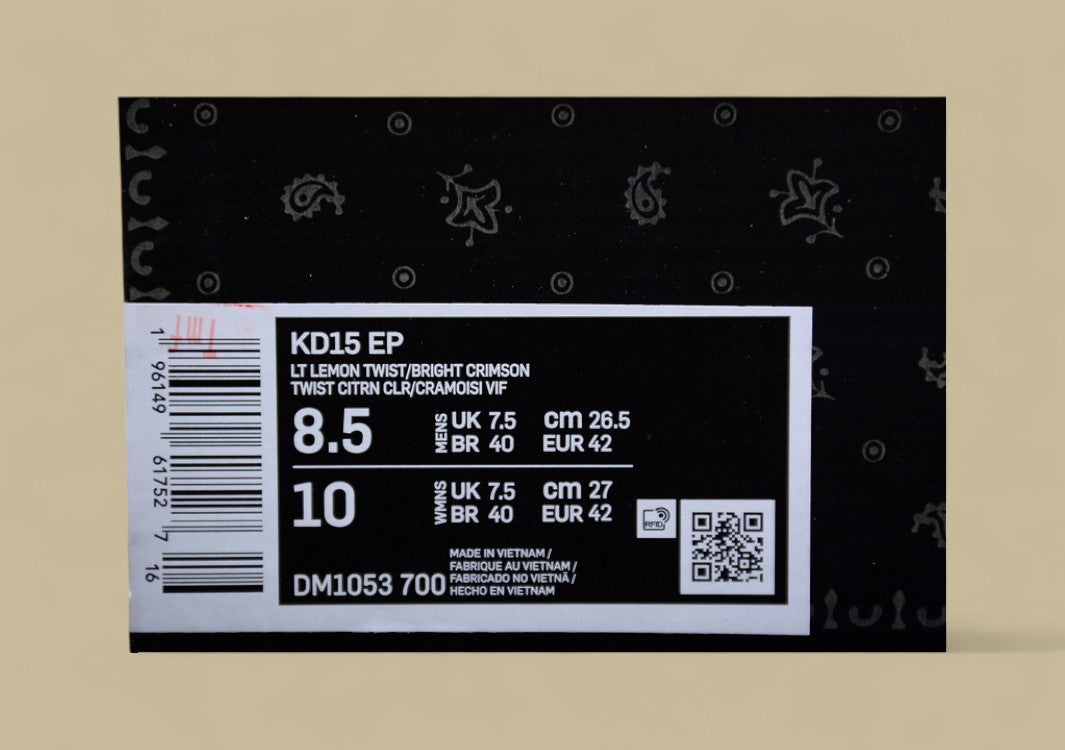 KD15 EP
LT LEMON TWIST/BRIGHT CRIMSON
TWIST CITRN CLR/CRAMOISI VIF
8.5 MENS UK 7.5 cm 26.5
BR 40 EUR 42
10 WMNS UK 7.5 cm 27
BR 40 EUR 42
RFID
MADE IN VIETNAM /
FABRIQUE AU VIETNAM /
FABRICADO NO VIETNÃ /
HECHO EN VIETNAM
DM1053 700
1 96149 61752 7 16